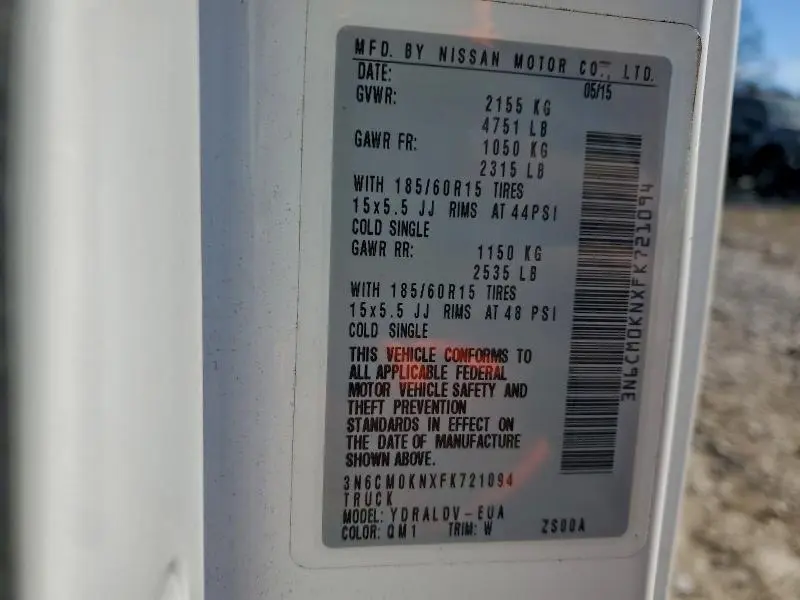 MFD. BY NISSAN MOTOR CO., LTD.
DATE: 05/15
GVWR: 2155 KG
4751 LB
GAWR FR: 1050 KG
2315 LB
WITH 185/60R15 TIRES
15x5.5 JJ RIMS AT 44PSI
COLD SINGLE
GAWR RR: 1150 KG
2535 LB
WITH 185/60R15 TIRES
15x5.5 JJ RIMS AT 48 PSI
COLD SINGLE
THIS VEHICLE CONFORMS TO
ALL APPLICABLE FEDERAL
MOTOR VEHICLE SAFETY AND
THEFT PREVENTION
STANDARDS IN EFFECT ON
THE DATE OF MANUFACTURE
SHOWN ABOVE.
3N6CM0KNXFK721094
TRUCK
MODEL: YDRALDV-EUA
COLOR: QM1 TRIM: W ZS00A
3N6CM0KNXFK721094